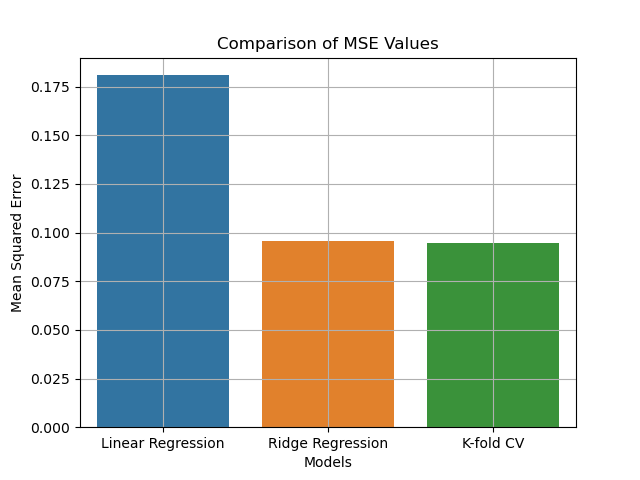 Comparison of MSE Values
Mean Squared Error
0.175
0.150
0.125
0.100
0.075
0.050
0.025
0.000
Linear Regression
Ridge Regression
K-fold CV
Models